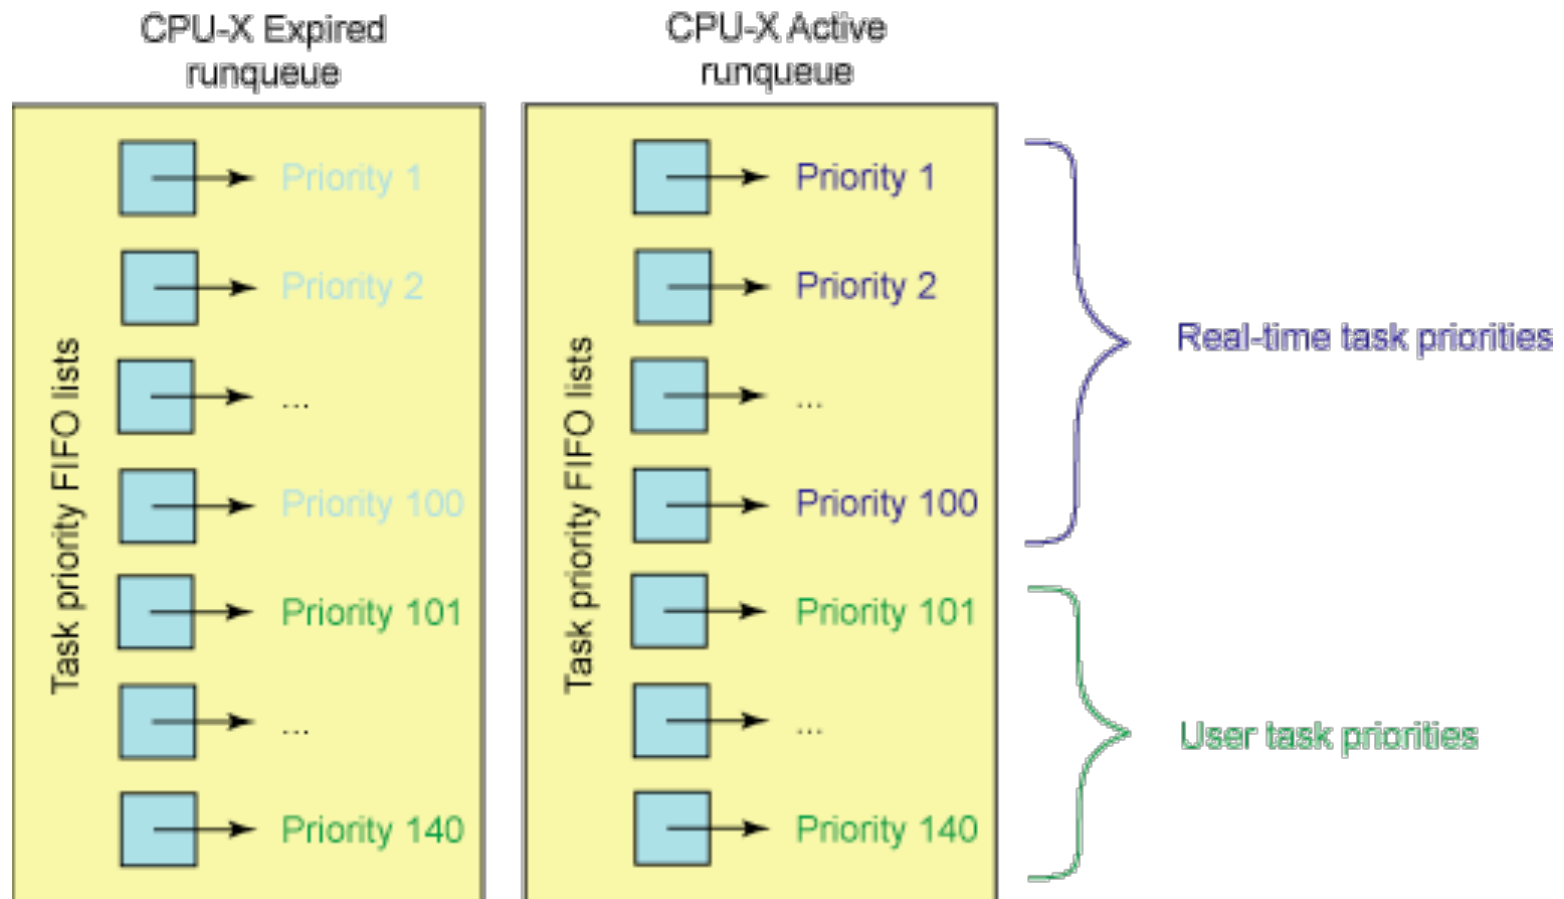 CPU-X Expired
runqueue
Task priority FIFO lists
Priority 1
Priority 2
...
Priority 100
Priority 101
...
Priority 140
CPU-X Active
runqueue
Task priority FIFO lists
Priority 1
Priority 2
...
Priority 100
Priority 101
...
Priority 140
Real-time task priorities
User task priorities